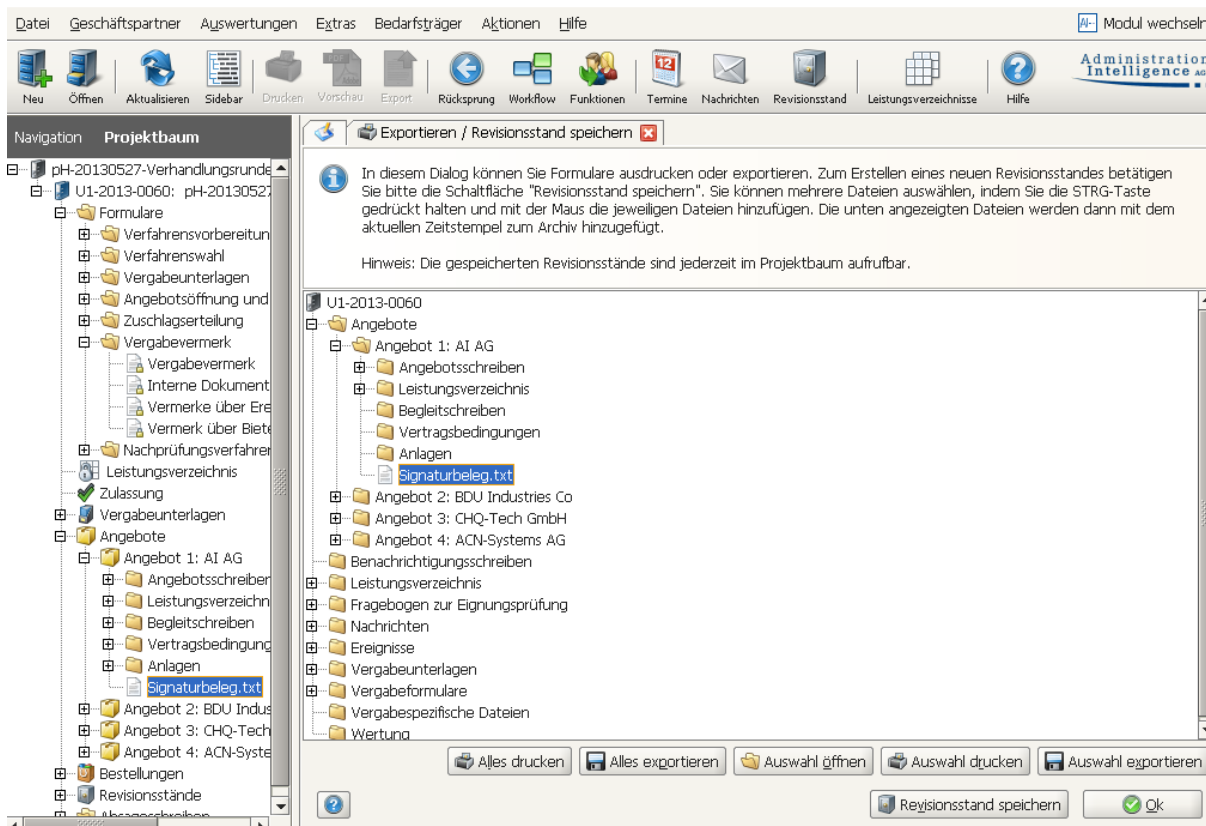 Datei Geschäftspartner Auswertungen Extras Bedarfsträger Aktionen Hilfe AI- Modul wechseln
Neu Öffnen Aktualisieren Sidebar Drucken Vorschau Export Rücksprung Workflow Funktionen Termine Nachrichten Revisionsstand Leistungsverzeichnisse Hilfe
Administration
Intelligence AG
Navigation Projektbaum
pH-20130527-Verhandlungsrunde
U1-2013-0060: pH-20130527
Formulare
Verfahrensvorbereitun
Verfahrenswahl
Vergabeunterlagen
Angebotsöffnung und
Zuschlagserteilung
Vergabevermerk
Vergabevermerk
Interne Dokument
Vermerke über Ere
Vermerk über Biete
Nachprüfungsverfahrer
Leistungsverzeichnis
Zulassung
Vergabeunterlagen
Angebote
Angebot 1: AI AG
Angebotsschreiben
Leistungsverzeichn
Begleitschreiben
Vertragsbedingung
Anlagen
Signaturbeleg.txt
Angebot 2: BDU Indus
Angebot 3: CHQ-Tech
Angebot 4: ACN-Syste
Bestellungen
Revisionsstände
Absageschreiben
Exportieren / Revisionsstand speichern
In diesem Dialog können Sie Formulare ausdrucken oder exportieren. Zum Erstellen eines neuen Revisionsstandes betätigen
Sie bitte die Schaltfläche "Revisionsstand speichern". Sie können mehrere Dateien auswählen, indem Sie die STRG-Taste
gedrückt halten und mit der Maus die jeweiligen Dateien hinzufügen. Die unten angezeigten Dateien werden dann mit dem
aktuellen Zeitstempel zum Archiv hinzugefügt.
Hinweis: Die gespeicherten Revisionsstände sind jederzeit im Projektbaum aufrufbar.
U1-2013-0060
Angebote
Angebot 1: AI AG
Angebotsschreiben
Leistungsverzeichnis
Begleitschreiben
Vertragsbedingungen
Anlagen
Signaturbeleg.txt
Angebot 2: BDU Industries Co
Angebot 3: CHQ-Tech GmbH
Angebot 4: ACN-Systems AG
Benachrichtigungsschreiben
Leistungsverzeichnis
Fragebogen zur Eignungsprüfung
Nachrichten
Ereignisse
Vergabeunterlagen
Vergabeformulare
Vergabespezifische Dateien
Wertung
Alles drucken Alles exportieren Auswahl öffnen Auswahl drucken Auswahl exportieren
Revisionsstand speichern Ok